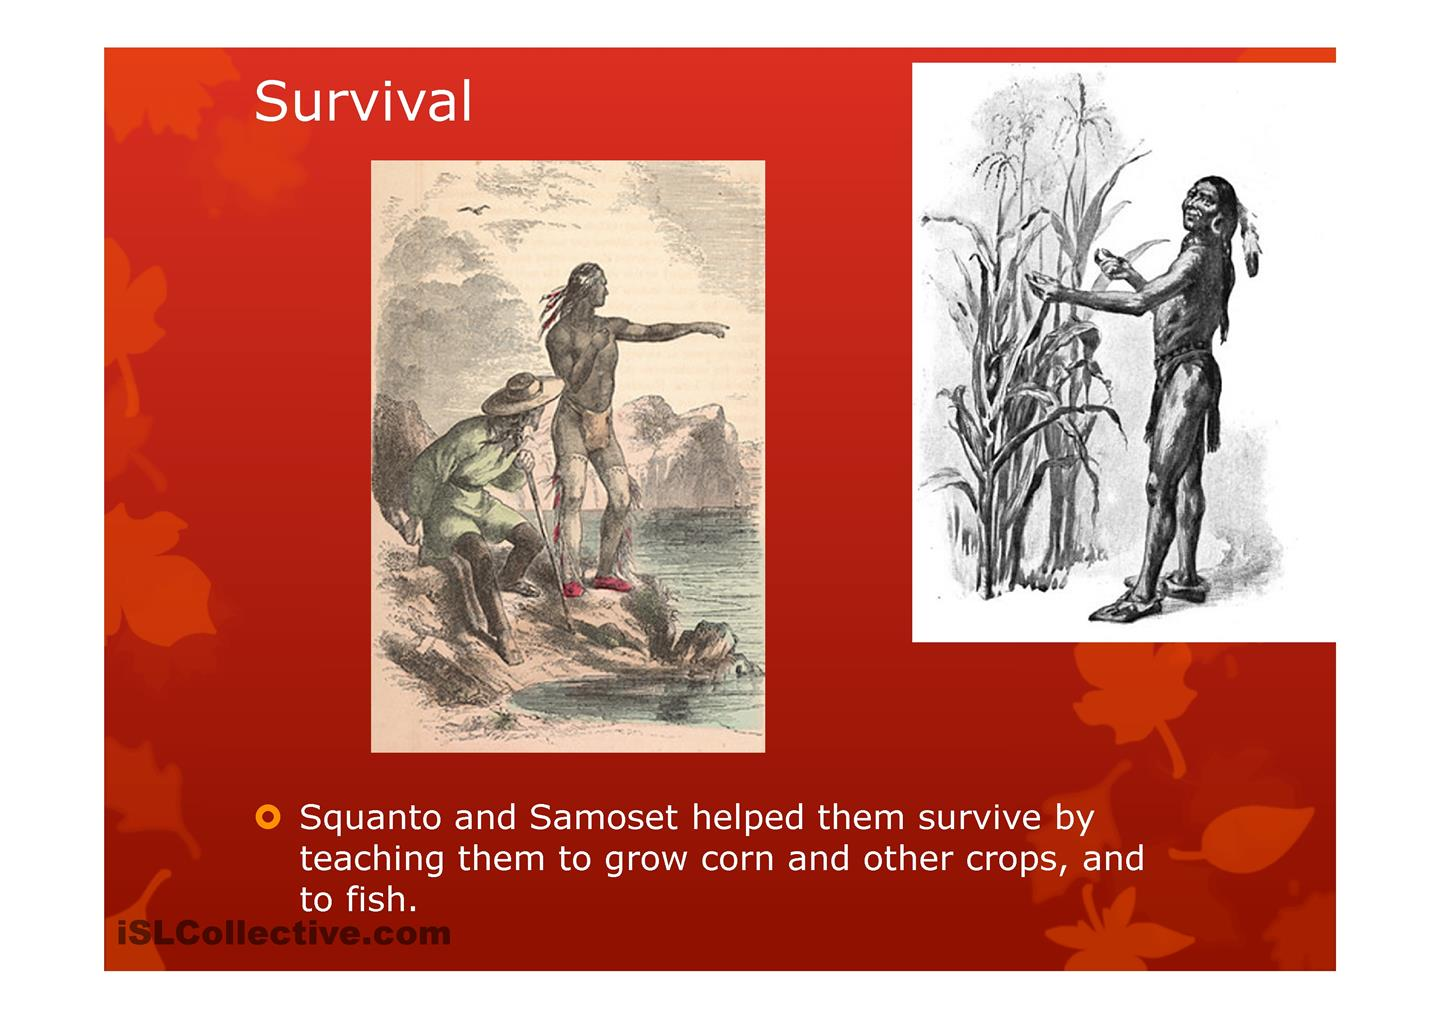 Survival
Squanto and Samoset helped them survive by
teaching them to grow corn and other crops, and
to fish.
iSLCollective.com